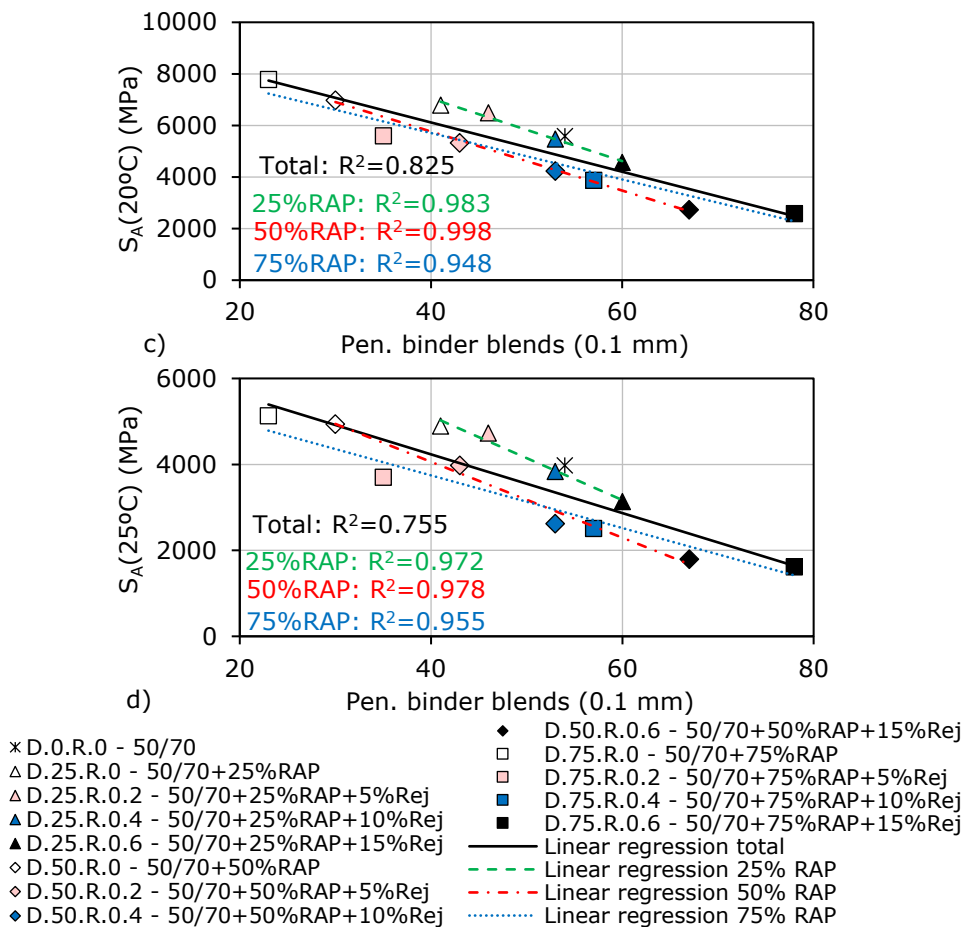 10000
8000
6000
4000
2000
0
S_A(20ºC) (MPa)
Total: R²=0.825
25%RAP: R²=0.983
50%RAP: R²=0.998
75%RAP: R²=0.948
20 40 60 80
c) Pen. binder blends (0.1 mm)
6000
4000
2000
0
S_A(25ºC) (MPa)
Total: R²=0.755
25%RAP: R²=0.972
50%RAP: R²=0.978
75%RAP: R²=0.955
20 40 60 80
d) Pen. binder blends (0.1 mm)
D.0.R.0 - 50/70
D.25.R.0 - 50/70+25%RAP
D.25.R.0.2 - 50/70+25%RAP+5%Rej
D.25.R.0.4 - 50/70+25%RAP+10%Rej
D.25.R.0.6 - 50/70+25%RAP+15%Rej
D.50.R.0 - 50/70+50%RAP
D.50.R.0.2 - 50/70+50%RAP+5%Rej
D.50.R.0.4 - 50/70+50%RAP+10%Rej
D.50.R.0.6 - 50/70+50%RAP+15%Rej
D.75.R.0 - 50/70+75%RAP
D.75.R.0.2 - 50/70+75%RAP+5%Rej
D.75.R.0.4 - 50/70+75%RAP+10%Rej
D.75.R.0.6 - 50/70+75%RAP+15%Rej
Linear regression total
Linear regression 25% RAP
Linear regression 50% RAP
Linear regression 75% RAP